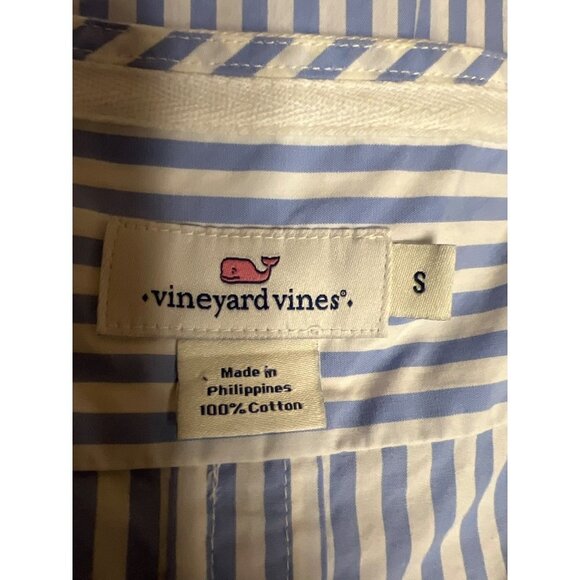 ·vineyard vines®·
S
Made in
Philippines
100% Cotton